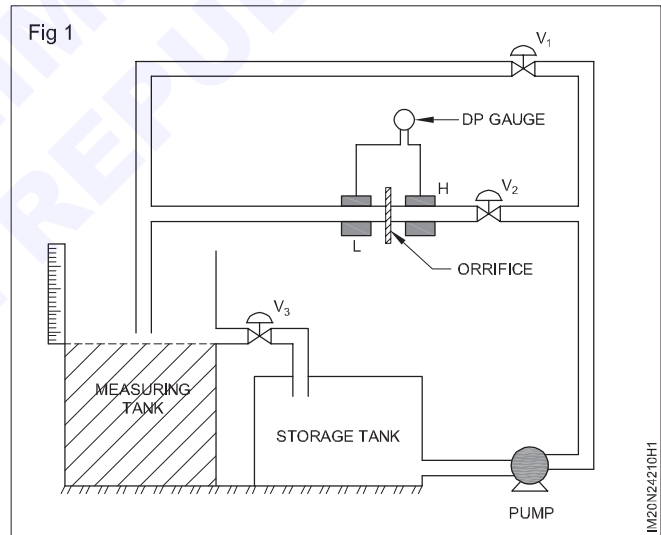 Fig 1
V1
DP GAUGE
H
V2
L
ORRIFICE
V3
MEASURING
TANK
STORAGE TANK
PUMP
IM20N24210H1